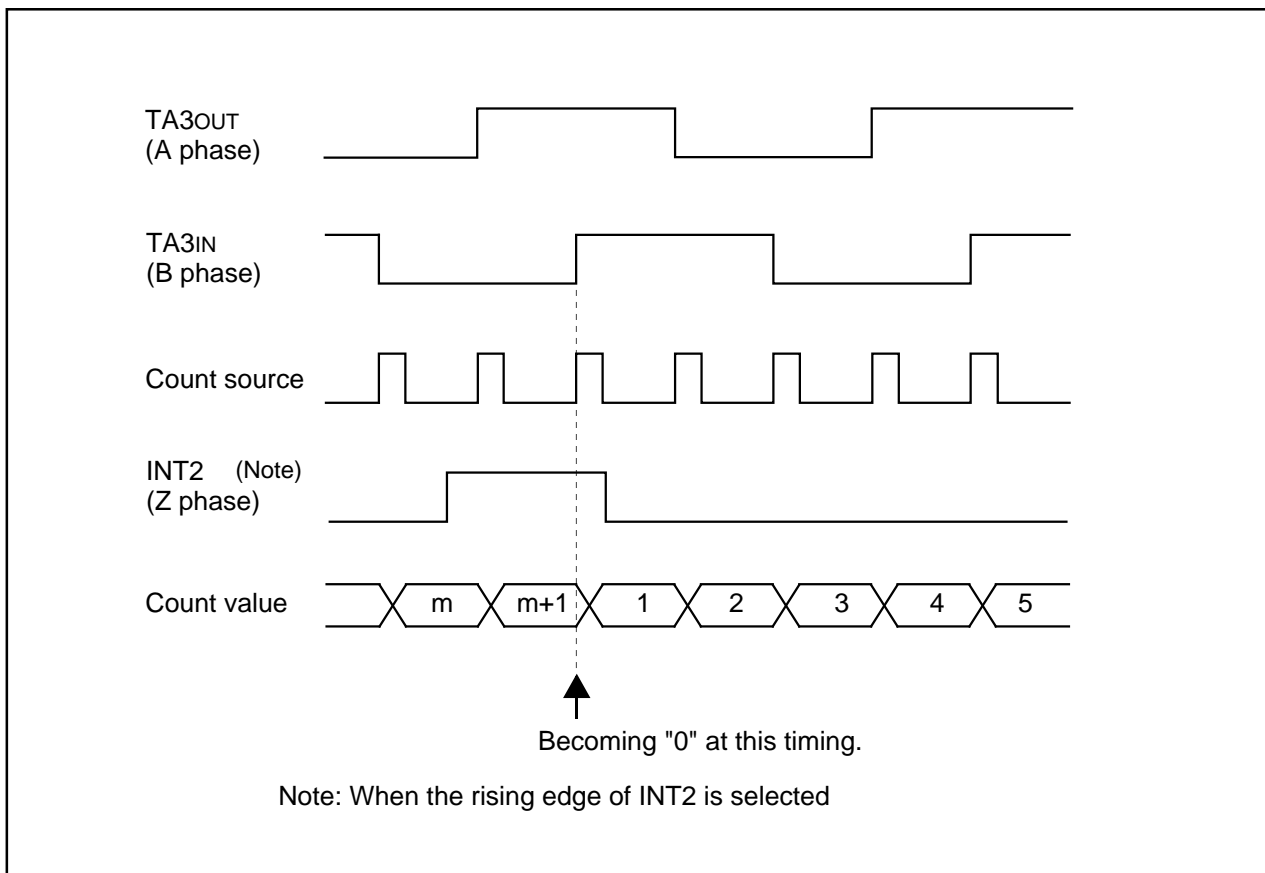 TA3OUT
(A phase)
TA3IN
(B phase)
Count source
INT2 (Note)
(Z phase)
Count value m m+1 1 2 3 4 5
Becoming "0" at this timing.
Note: When the rising edge of INT2 is selected